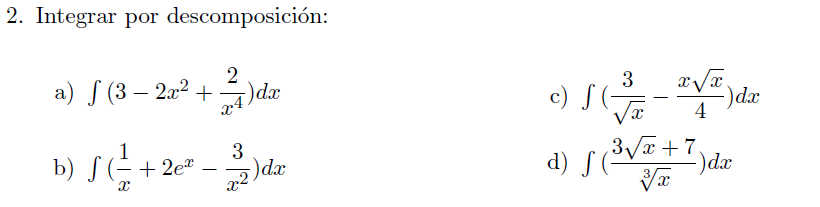 2. Integrar por descomposición:
a) ∫(3 − 2x² + 2/x⁴)dx
c) ∫(3/√x − x√x/4)dx
b) ∫(1/x + 2eˣ − 3/x²)dx
d) ∫((3√x + 7)/∛x)dx